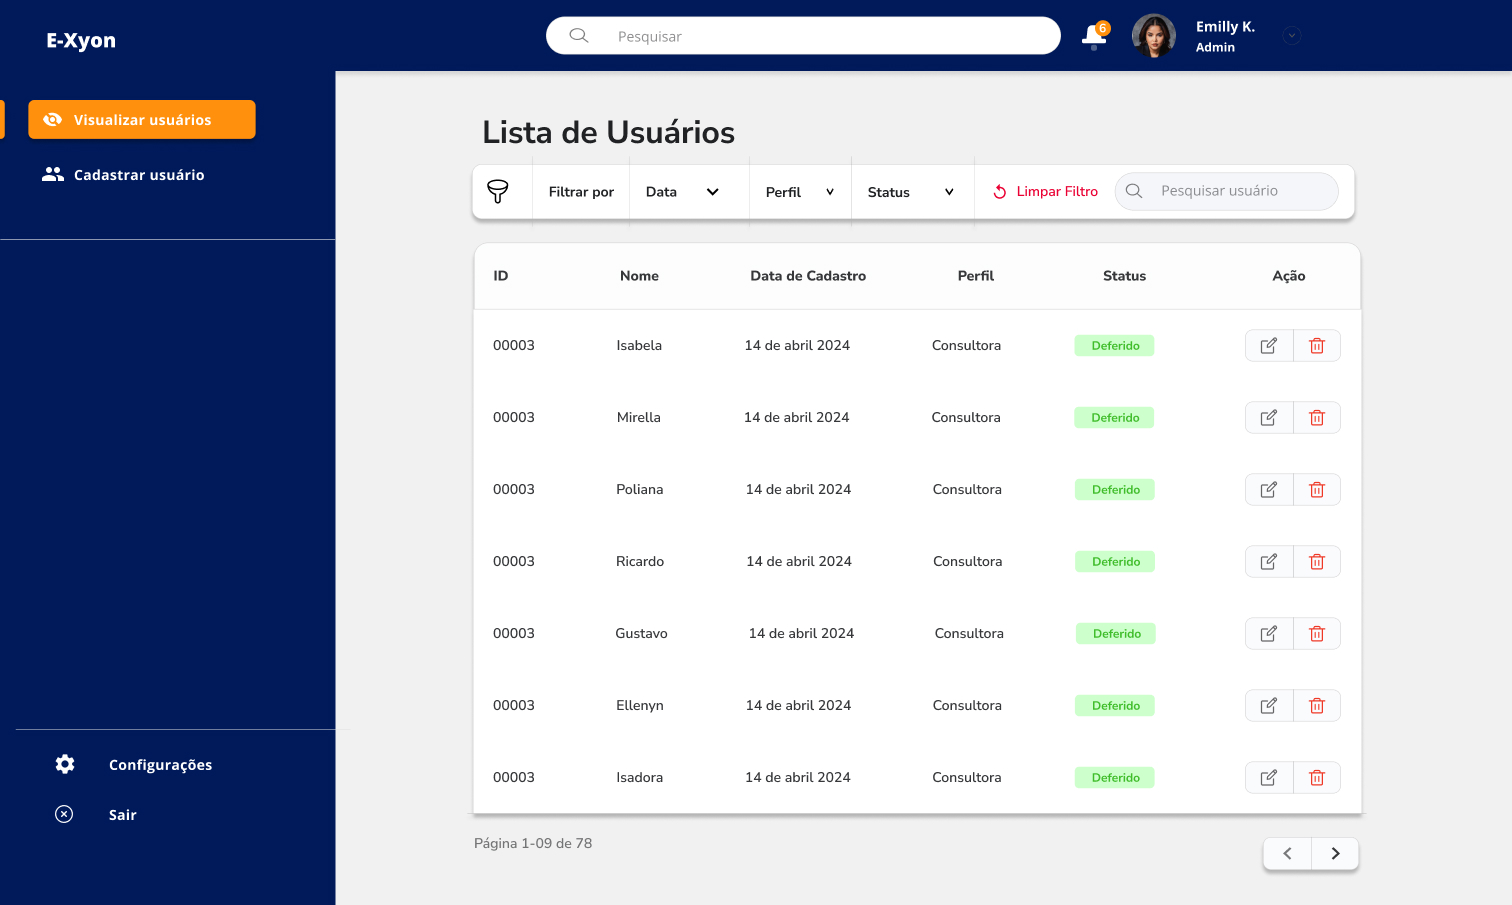 E-Xyon
Pesquisar
6
Emilly K.
Admin
Visualizar usuários
Cadastrar usuário
Configurações
Sair
Lista de Usuários
Filtrar por Data Perfil Status Limpar Filtro Pesquisar usuário
ID Nome Data de Cadastro Perfil Status Ação
00003 Isabela 14 de abril 2024 Consultora Deferido
00003 Mirella 14 de abril 2024 Consultora Deferido
00003 Poliana 14 de abril 2024 Consultora Deferido
00003 Ricardo 14 de abril 2024 Consultora Deferido
00003 Gustavo 14 de abril 2024 Consultora Deferido
00003 Ellenyn 14 de abril 2024 Consultora Deferido
00003 Isadora 14 de abril 2024 Consultora Deferido
Página 1-09 de 78